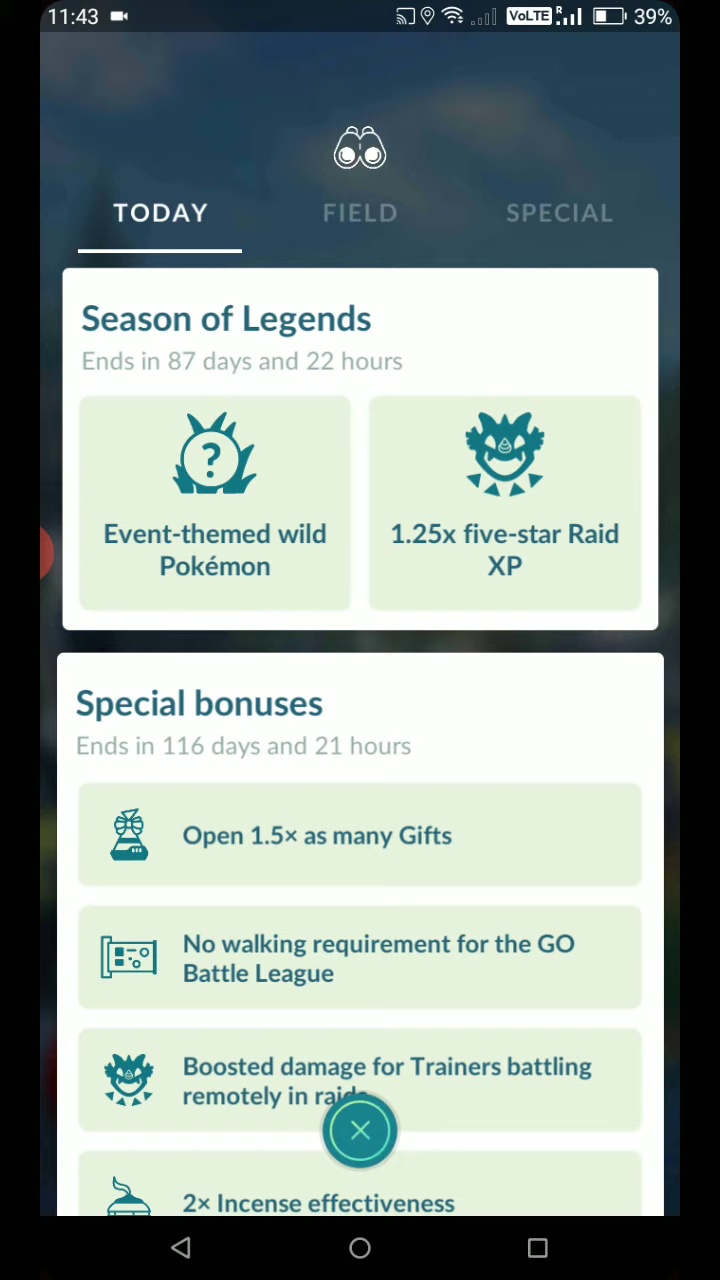 11:43
VoLTE R 39%
TODAY FIELD SPECIAL
Season of Legends
Ends in 87 days and 22 hours
?
Event-themed wild
Pokémon
1.25x five-star Raid
XP
Special bonuses
Ends in 116 days and 21 hours
Open 1.5× as many Gifts
No walking requirement for the GO
Battle League
Boosted damage for Trainers battling
remotely in raids
2× Incense effectiveness